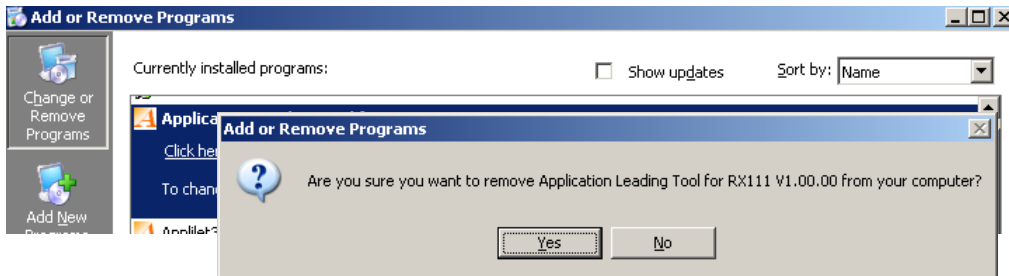 Add or Remove Programs
Currently installed programs:
Show updates
Sort by: Name
Change or
Remove
Programs
Applica
Click her
To chan
Add New
Programs
Add or Remove Programs
Are you sure you want to remove Application Leading Tool for RX111 V1.00.00 from your computer?
Yes
No